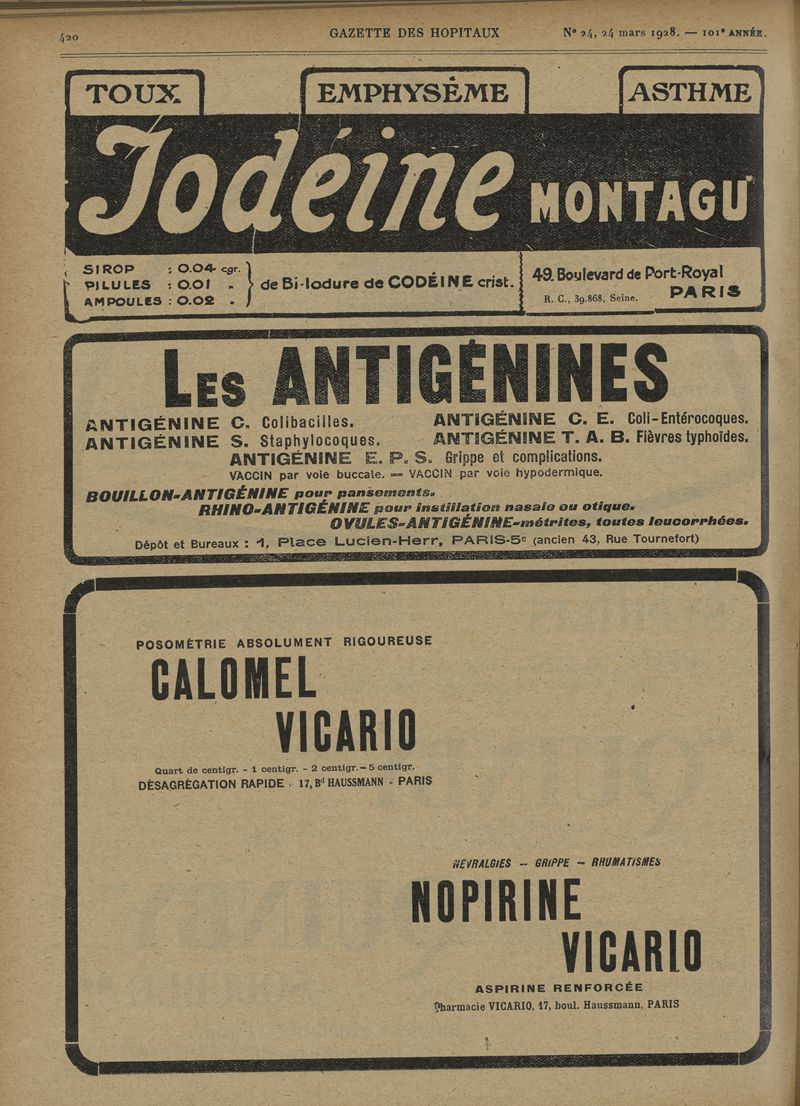 420
GAZETTE DES HOPITAUX
N° 24, 24 mars 1928. — 101e ANNÉE.
TOUX
EMPHYSÈME
ASTHME
Iodéine MONTAGU
SIROP : 0.04 cgr.
PILULES : 0.01 „
AMPOULES : 0.02 „
de Bi-Iodure de CODÉINE crist.
49. Boulevard de Port-Royal
PARIS
R. C., 39.868, Seine.
LES ANTIGÉNINES
ANTIGÉNINE C. Colibacilles.
ANTIGÉNINE C. E. Coli-Entérocoques.
ANTIGÉNINE S. Staphylocoques.
ANTIGÉNINE T. A. B. Fièvres typhoïdes.
ANTIGÉNINE E. P. S. Grippe et complications.
VACCIN par voie buccale. — VACCIN par voie hypodermique.
BOUILLON-ANTIGÉNINE pour pansements.
RHINO-ANTIGÉNINE pour instillation nasale ou otique.
OVULES-ANTIGÉNINE-métrites, toutes leucorrhées.
Dépôt et Bureaux : 1, Place Lucien-Herr, PARIS-5e (ancien 43, Rue Tournefort)
POSOMÉTRIE ABSOLUMENT RIGOUREUSE
CALOMEL
VICARIO
Quart de centigr. - 1 centigr. - 2 centigr. - 5 centigr.
DÉSAGRÉGATION RAPIDE - 17, Bd HAUSSMANN - PARIS
NÉVRALGIES — GRIPPE — RHUMATISMES
NOPIRINE
VICARIO
ASPIRINE RENFORCÉE
Pharmacie VICARIO, 17, boul. Haussmann, PARIS